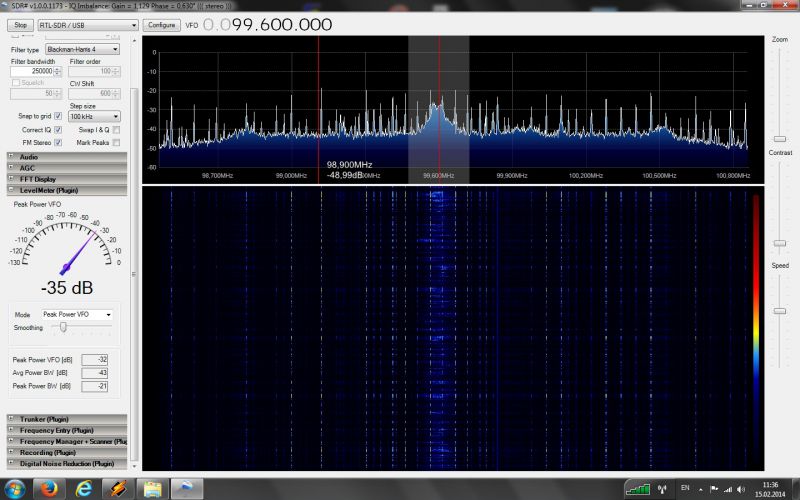 SDR# v1.0.0.1173 - IQ Imbalance: Gain = 1,129 Phase = 0,630° ((( stereo )))
Stop RTL-SDR / USB Configure VFO 0.099.600.000
Filter type Blackman-Harris 4
Filter bandwidth Filter order
250000 100
Squelch CW Shift
50 600
Step size
Snap to grid 100 kHz
Correct IQ Swap I & Q
FM Stereo Mark Peaks
Audio
AGC
FFT Display
LevelMeter (Plugin)
Peak Power VFO
-130 -110 -100 -90 -80 -70 -60 -50 -40 -30 -20 -10 0
-35 dB
Mode Peak Power VFO
Smoothing
Peak Power VFO [dB] -32
Avg Power BW [dB] -43
Peak Power BW [dB] -21
Trunker (Plugin)
Frequency Entry (Plugin)
Frequency Manager + Scanner (Plug
Recording (Plugin)
Digital Noise Reduction (Plugin)
0
-10
-20
-30
-40
-50
-60
98,900MHz
-48,99dB
98,700MHz 99,000MHz 99,600MHz 99,900MHz 100,200MHz 100,500MHz 100,800MHz
Zoom
Contrast
Speed
EN
11:36
15.02.2014